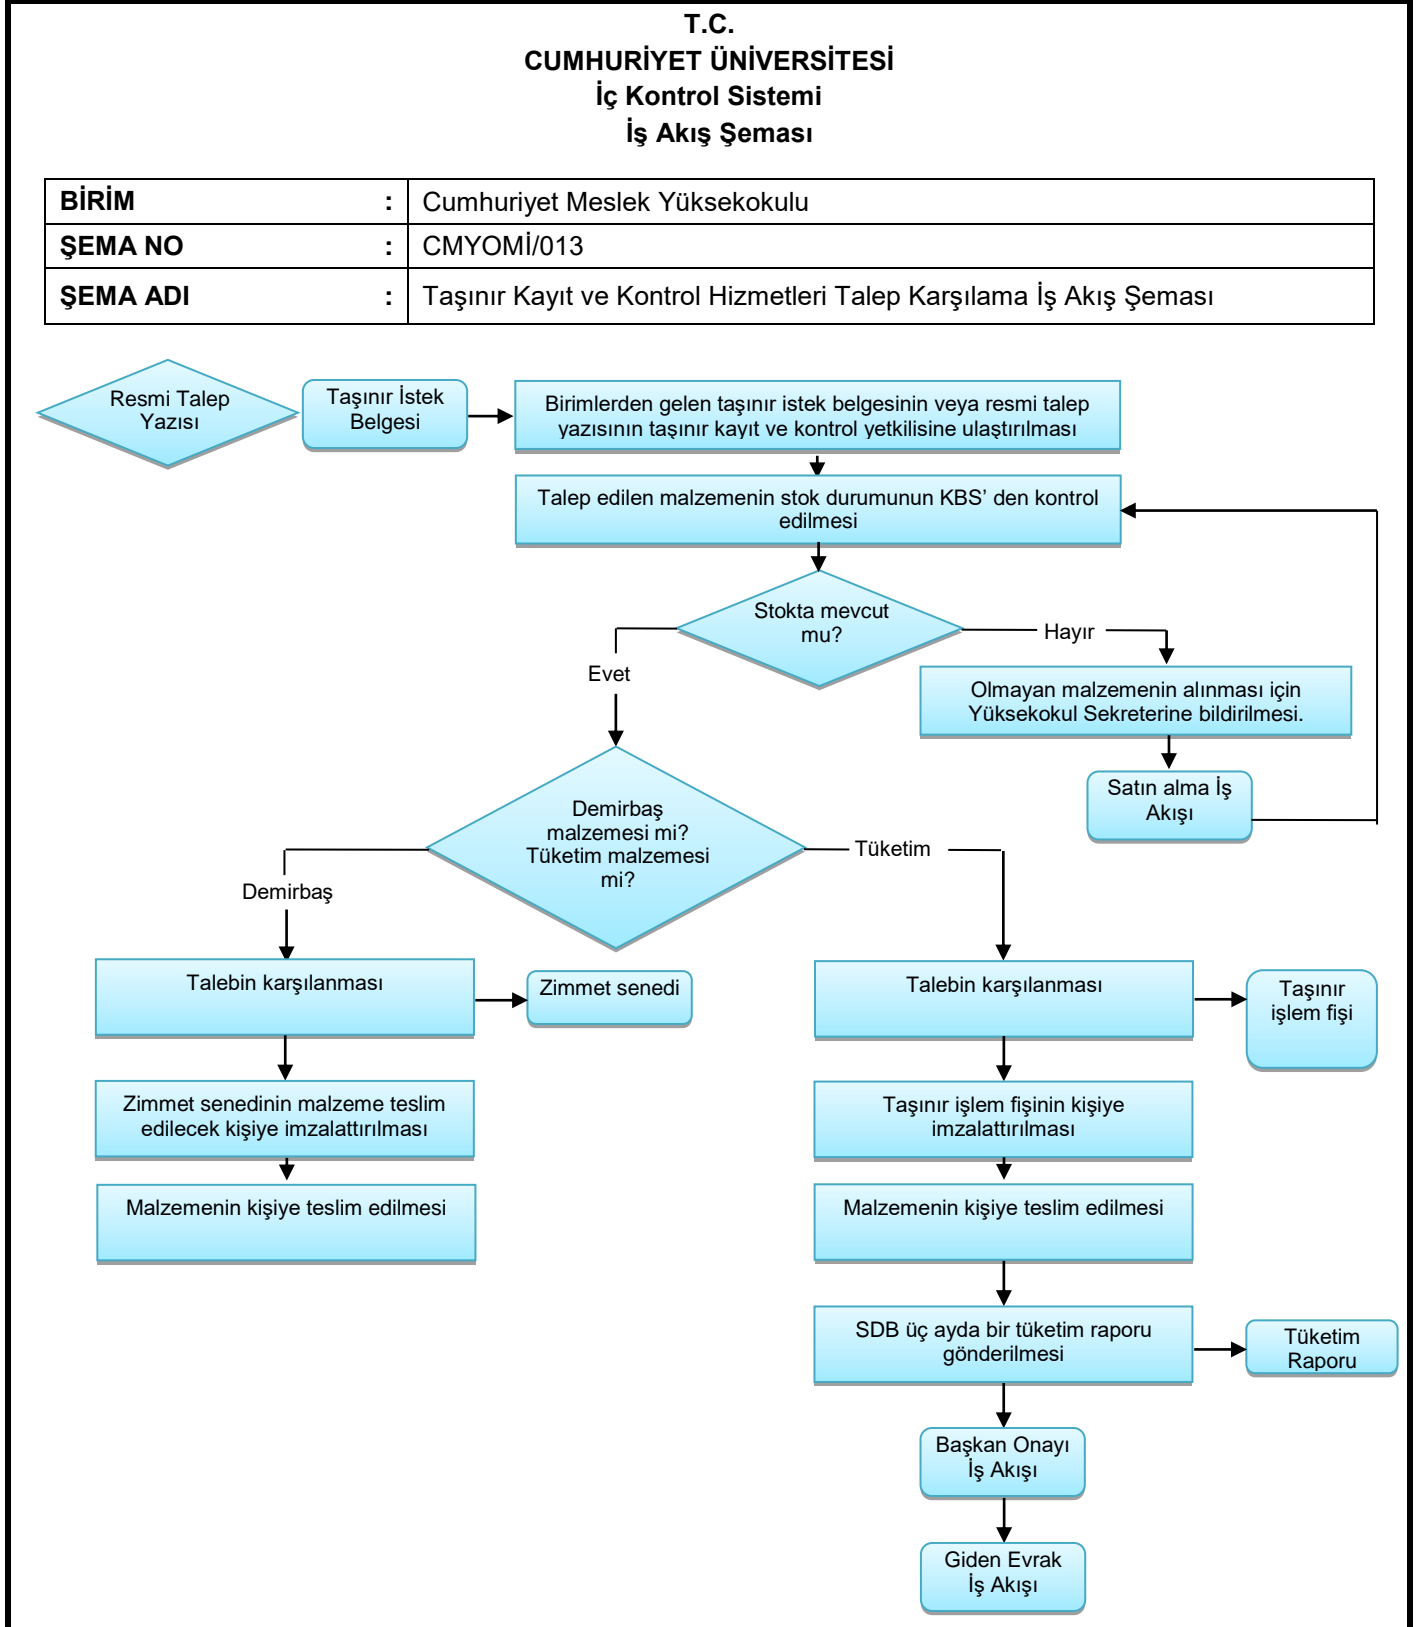 T.C.
CUMHURİYET ÜNİVERSİTESİ
İç Kontrol Sistemi
İş Akış Şeması
BİRİM : Cumhuriyet Meslek Yüksekokulu
ŞEMA NO : CMYOMİ/013
ŞEMA ADI : Taşınır Kayıt ve Kontrol Hizmetleri Talep Karşılama İş Akış Şeması
Resmi Talep
Yazısı
Taşınır İstek
Belgesi
Birimlerden gelen taşınır istek belgesinin veya resmi talep
yazısının taşınır kayıt ve kontrol yetkilisine ulaştırılması
Talep edilen malzemenin stok durumunun KBS’ den kontrol
edilmesi
Stokta mevcut
mu?
Hayır
Evet
Olmayan malzemenin alınması için
Yüksekokul Sekreterine bildirilmesi.
Satın alma İş
Akışı
Demirbaş
malzemesi mi?
Tüketim malzemesi
mi?
Tüketim
Demirbaş
Talebin karşılanması
Zimmet senedi
Talebin karşılanması
Taşınır
işlem fişi
Zimmet senedinin malzeme teslim
edilecek kişiye imzalattırılması
Taşınır işlem fişinin kişiye
imzalattırılması
Malzemenin kişiye teslim edilmesi
Malzemenin kişiye teslim edilmesi
SDB üç ayda bir tüketim raporu
gönderilmesi
Tüketim
Raporu
Başkan Onayı
İş Akışı
Giden Evrak
İş Akışı